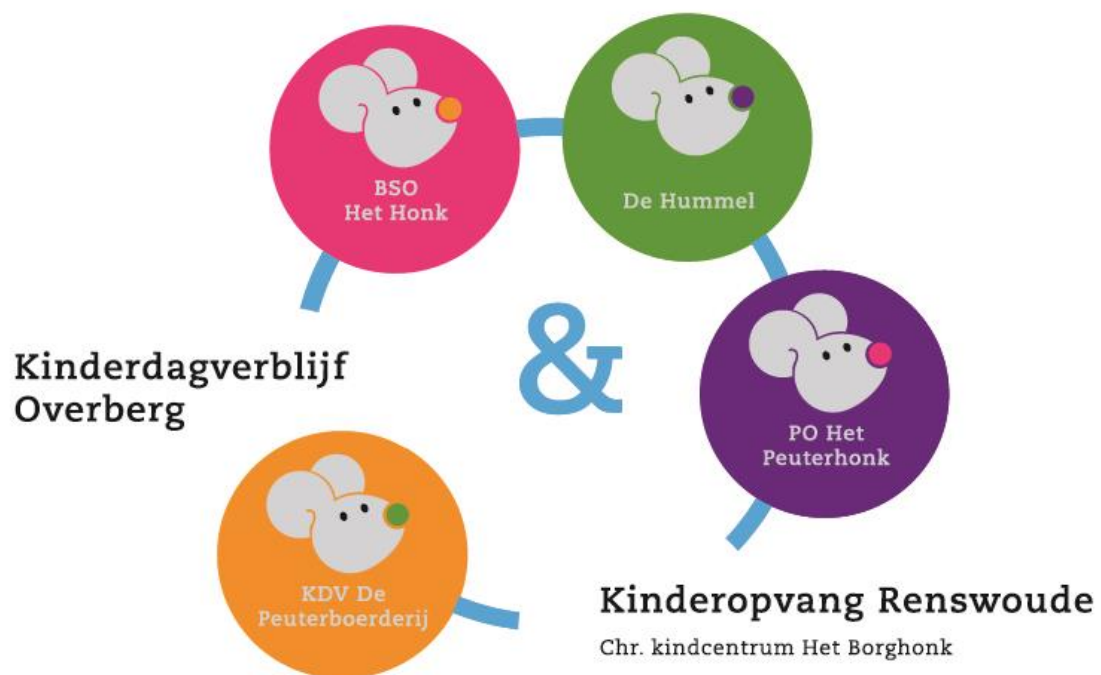 BSO
Het Honk
De Hummel
&
Kinderdagverblijf
Overberg
PO Het
Peuterhonk
KDV De
Peuterboerderij
Kinderopvang Renswoude
Chr. kindcentrum Het Borghonk